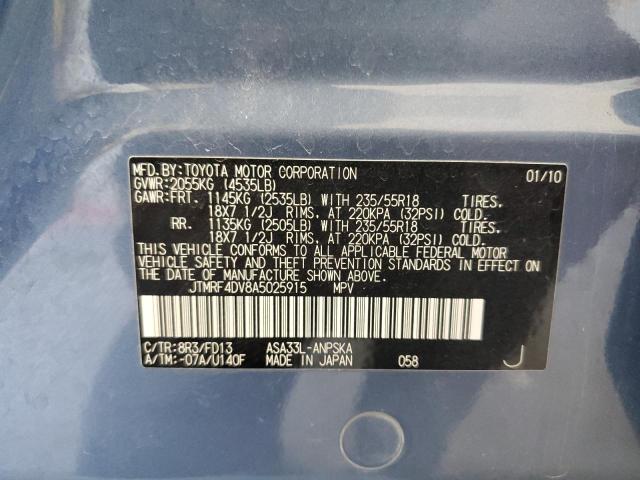 MFD. BY: TOYOTA MOTOR CORPORATION 01/10
GVWR: 2055KG (4535LB)
GAWR: FRT. 1145KG (2535LB) WITH 235/55R18 TIRES.
18X7 1/2J RIMS, AT 220KPA (32PSI) COLD.
RR. 1135KG (2505LB) WITH 235/55R18 TIRES.
18X7 1/2J RIMS, AT 220KPA (32PSI) COLD.
THIS VEHICLE CONFORMS TO ALL APPLICABLE FEDERAL MOTOR
VEHICLE SAFETY AND THEFT PREVENTION STANDARDS IN EFFECT ON
THE DATE OF MANUFACTURE SHOWN ABOVE.
JTMRF4DV8A5025915 MPV
C/TR: 8R3/FD13 ASA33L-ANPSKA
A/TM: -07A/U140F MADE IN JAPAN 058 J